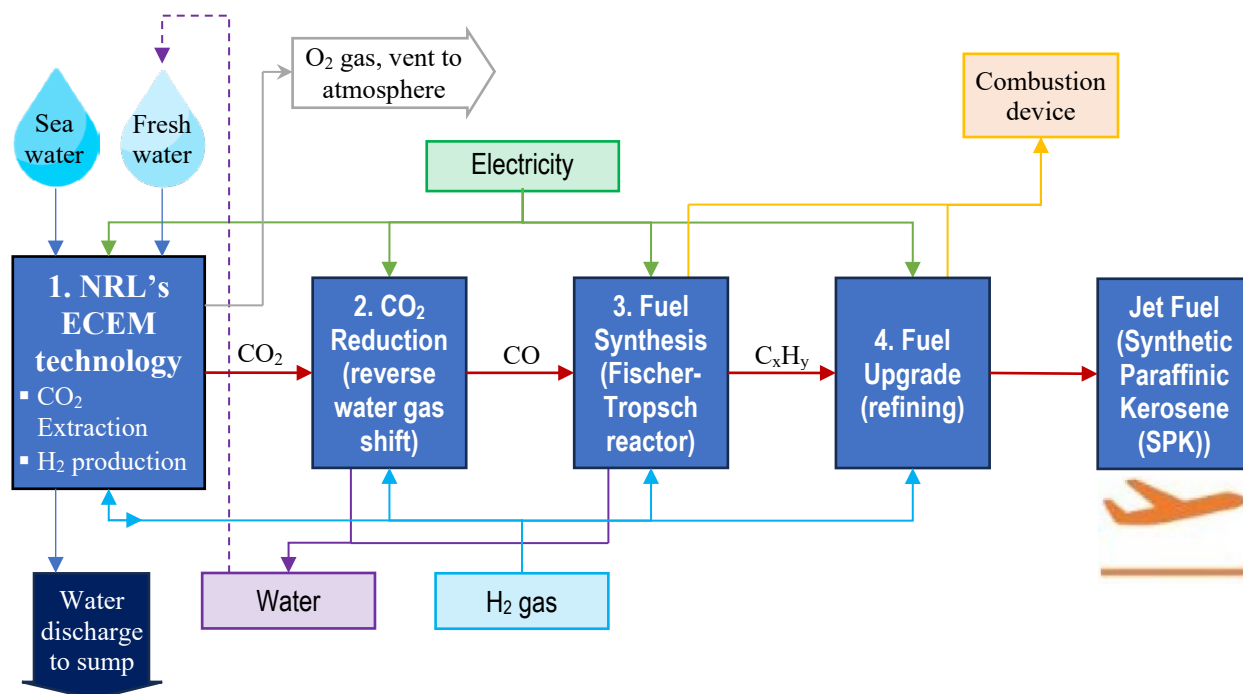 O₂ gas, vent to
atmosphere
Combustion
device
Sea
water
Fresh
water
Electricity
1. NRL’s
ECEM
technology
▪ CO₂
Extraction
▪ H₂ production
CO₂
2. CO₂
Reduction
(reverse
water gas
shift)
CO
3. Fuel
Synthesis
(Fischer-
Tropsch
reactor)
CₓHᵧ
4. Fuel
Upgrade
(refining)
Jet Fuel
(Synthetic
Paraffinic
Kerosene
(SPK))
Water
discharge
to sump
Water
H₂ gas